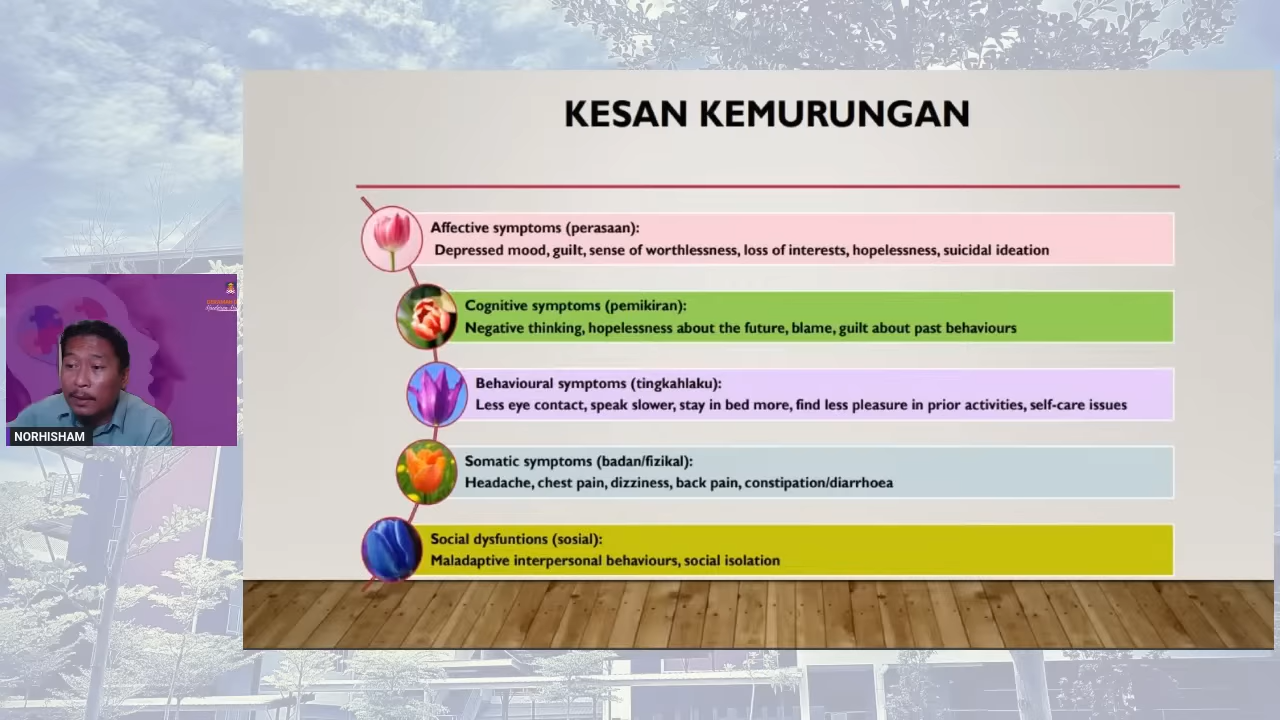 KESAN KEMURUNGAN
Affective symptoms (perasaan):
Depressed mood, guilt, sense of worthlessness, loss of interests, hopelessness, suicidal ideation
Cognitive symptoms (pemikiran):
Negative thinking, hopelessness about the future, blame, guilt about past behaviours
Behavioural symptoms (tingkahlaku):
Less eye contact, speak slower, stay in bed more, find less pleasure in prior activities, self-care issues
Somatic symptoms (badan/fizikal):
Headache, chest pain, dizziness, back pain, constipation/diarrhoea
Social dysfuntions (sosial):
Maladaptive interpersonal behaviours, social isolation
NORHISHAM